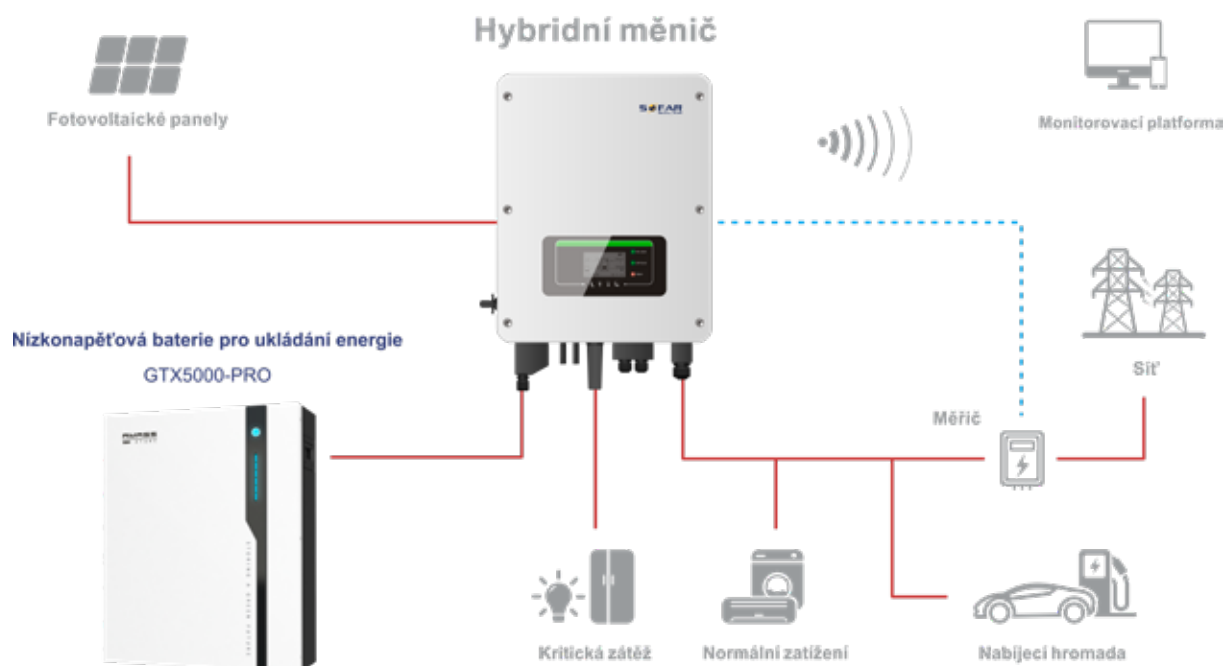 Hybridní měnič
Fotovoltaické panely
SOFAR
Monitorovací platforma
Nízkonapěťová baterie pro ukládání energie
GTX5000-PRO
Síť
Měřič
Kritická zátěž
Normální zatížení
Nabíjecí hromada